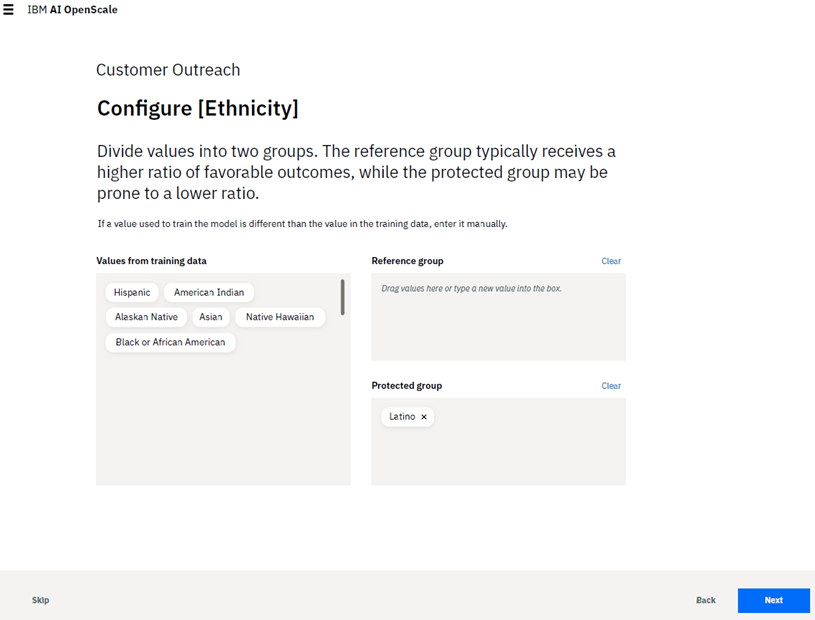 IBM AI OpenScale
Customer Outreach
Configure [Ethnicity]
Divide values into two groups. The reference group typically receives a
higher ratio of favorable outcomes, while the protected group may be
prone to a lower ratio.
If a value used to train the model is different than the value in the training data, enter it manually.
Values from training data
Hispanic American Indian
Alaskan Native Asian Native Hawaiian
Black or African American
Reference group Clear
Drag values here or type a new value into the box.
Protected group Clear
Latino ×
Skip Back Next